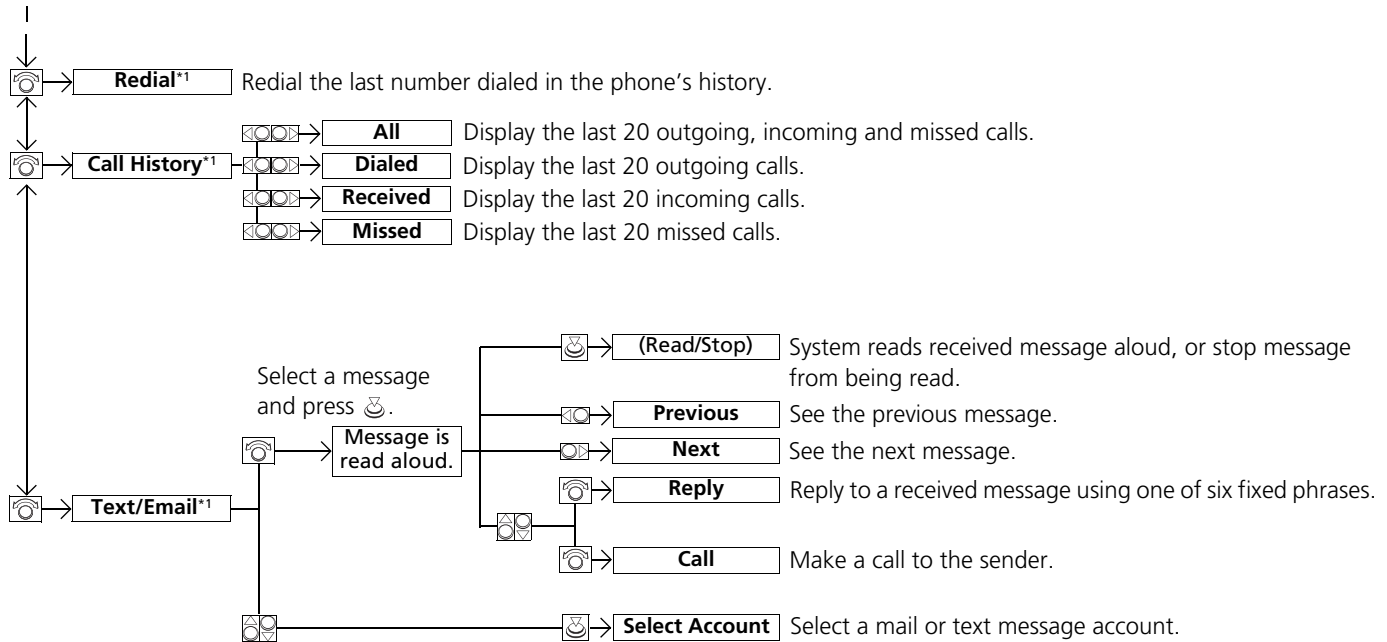 Redial*1 Redial the last number dialed in the phone's history.
Call History*1
All Display the last 20 outgoing, incoming and missed calls.
Dialed Display the last 20 outgoing calls.
Received Display the last 20 incoming calls.
Missed Display the last 20 missed calls.
Text/Email*1
Select a message
and press .
Message is
read aloud.
(Read/Stop) System reads received message aloud, or stop message
from being read.
Previous See the previous message.
Next See the next message.
Reply Reply to a received message using one of six fixed phrases.
Call Make a call to the sender.
Select Account Select a mail or text message account.